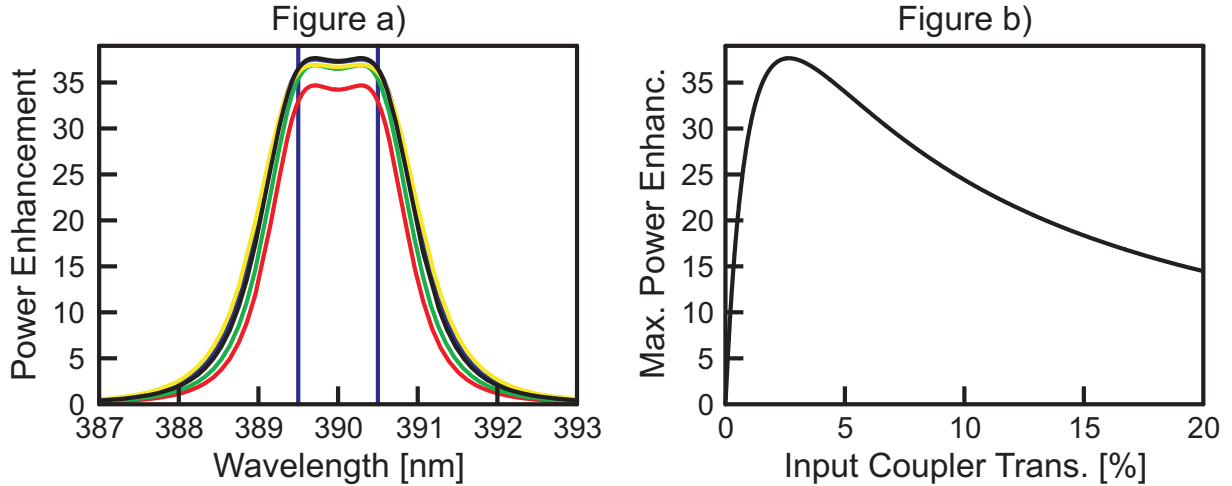 Figure a)
Power Enhancement
35
30
25
20
15
10
5
0
387 388 389 390 391 392 393
Wavelength [nm]
Figure b)
Max. Power Enhanc.
35
30
25
20
15
10
5
0
0 5 10 15 20
Input Coupler Trans. [%]